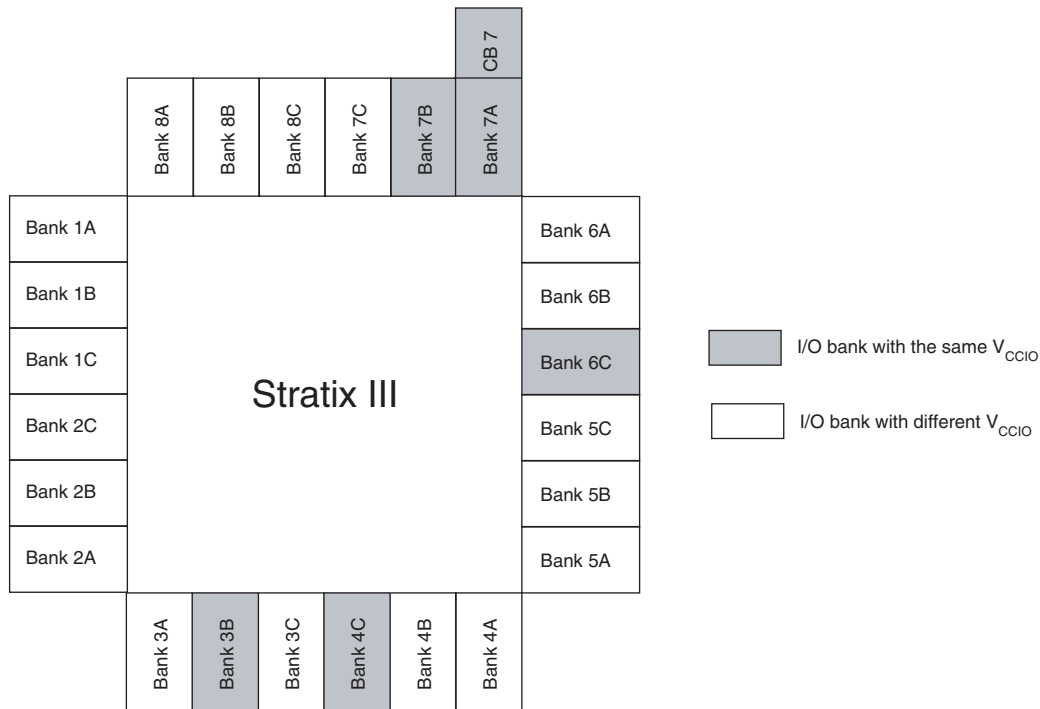 CB 7
Bank 8A
Bank 8B
Bank 8C
Bank 7C
Bank 7B
Bank 7A
Bank 1A
Bank 1B
Bank 1C
Bank 2C
Bank 2B
Bank 2A
Stratix III
Bank 6A
Bank 6B
Bank 6C
Bank 5C
Bank 5B
Bank 5A
Bank 3A
Bank 3B
Bank 3C
Bank 4C
Bank 4B
Bank 4A
I/O bank with the same VCCIO
I/O bank with different VCCIO